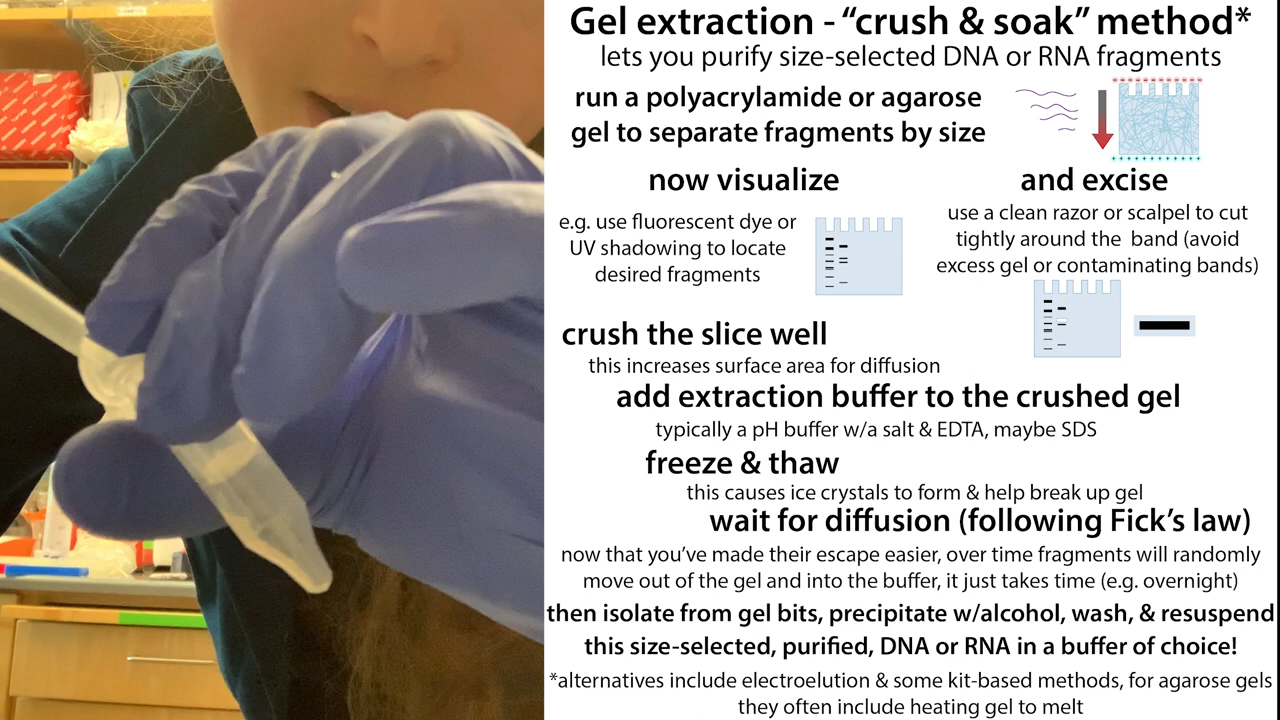 Gel extraction - “crush & soak” method*
lets you purify size-selected DNA or RNA fragments
run a polyacrylamide or agarose
gel to separate fragments by size
now visualize
e.g. use fluorescent dye or
UV shadowing to locate
desired fragments
and excise
use a clean razor or scalpel to cut
tightly around the band (avoid
excess gel or contaminating bands)
crush the slice well
this increases surface area for diffusion
add extraction buffer to the crushed gel
typically a pH buffer w/a salt & EDTA, maybe SDS
freeze & thaw
this causes ice crystals to form & help break up gel
wait for diffusion (following Fick’s law)
now that you’ve made their escape easier, over time fragments will randomly
move out of the gel and into the buffer, it just takes time (e.g. overnight)
then isolate from gel bits, precipitate w/alcohol, wash, & resuspend
this size-selected, purified, DNA or RNA in a buffer of choice!
*alternatives include electroelution & some kit-based methods, for agarose gels
they often include heating gel to melt